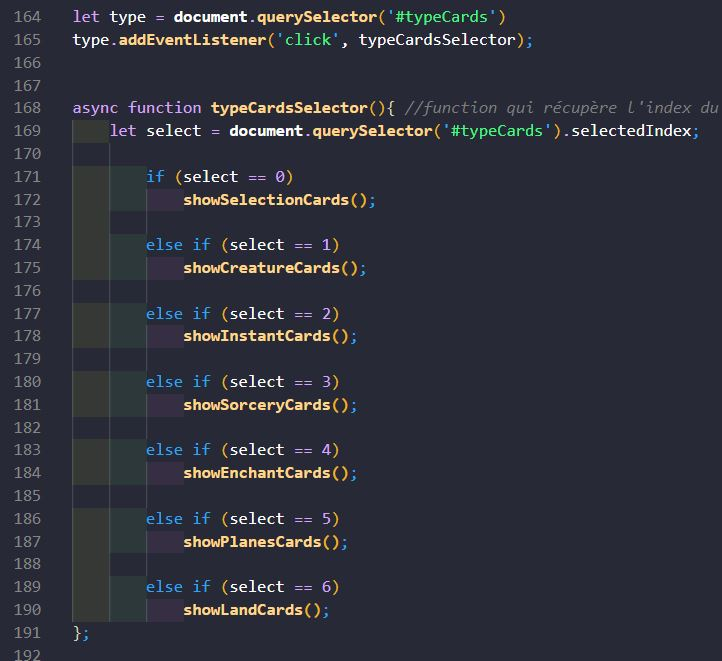 164 let type = document.querySelector('#typeCards')
165 type.addEventListener('click', typeCardsSelector);
166
167
168 async function typeCardsSelector(){ //function qui récupère l'index du
169 let select = document.querySelector('#typeCards').selectedIndex;
170
171 if (select == 0)
172 showSelectionCards();
173
174 else if (select == 1)
175 showCreatureCards();
176
177 else if (select == 2)
178 showInstantCards();
179
180 else if (select == 3)
181 showSorceryCards();
182
183 else if (select == 4)
184 showEnchantCards();
185
186 else if (select == 5)
187 showPlanesCards();
188
189 else if (select == 6)
190 showLandCards();
191 };
192